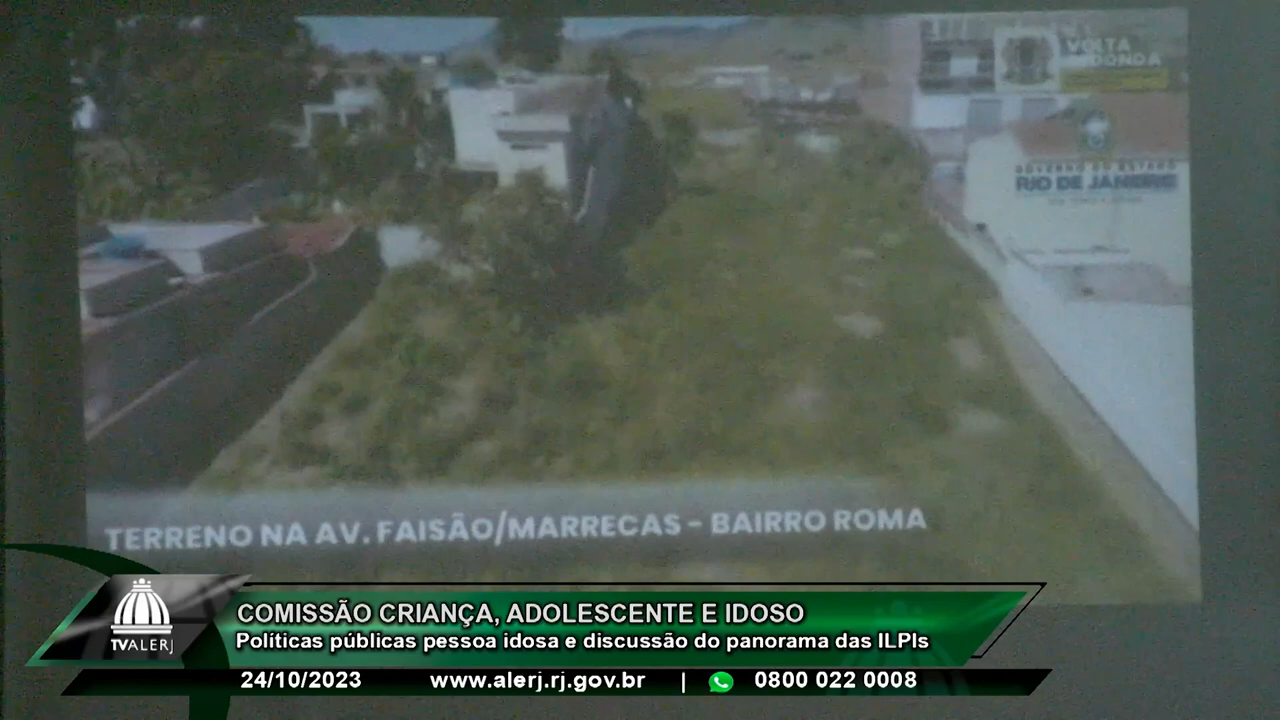 VOLTA
REDONDA
GOVERNO DO ESTADO
RIO DE JANEIRO
TERRENO NA AV. FAISÃO/MARRECAS - BAIRRO ROMA
TVALERJ
COMISSÃO CRIANÇA, ADOLESCENTE E IDOSO
Políticas públicas pessoa idosa e discussão do panorama das ILPIs
24/10/2023 www.alerj.rj.gov.br | 0800 022 0008